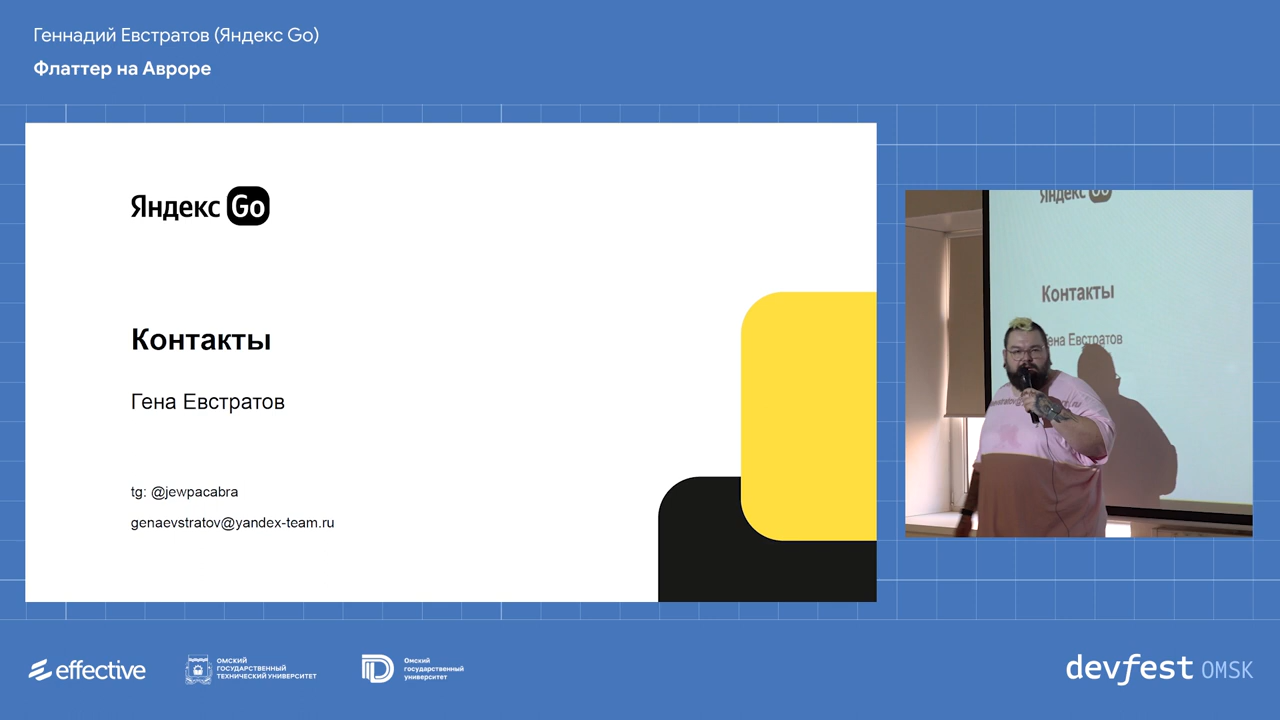 Геннадий Евстратов (Яндекс Go)
Флаттер на Авроре
Яндекс Go
Контакты
Гена Евстратов
tg: @jewpacabra
genaevstratov@yandex-team.ru
Яндекс Go
Контакты
Гена Евстратов
effective
ОМСКИЙ
ГОСУДАРСТВЕННЫЙ
ТЕХНИЧЕСКИЙ УНИВЕРСИТЕТ
Омский
государственный
университет
devfest OMSK